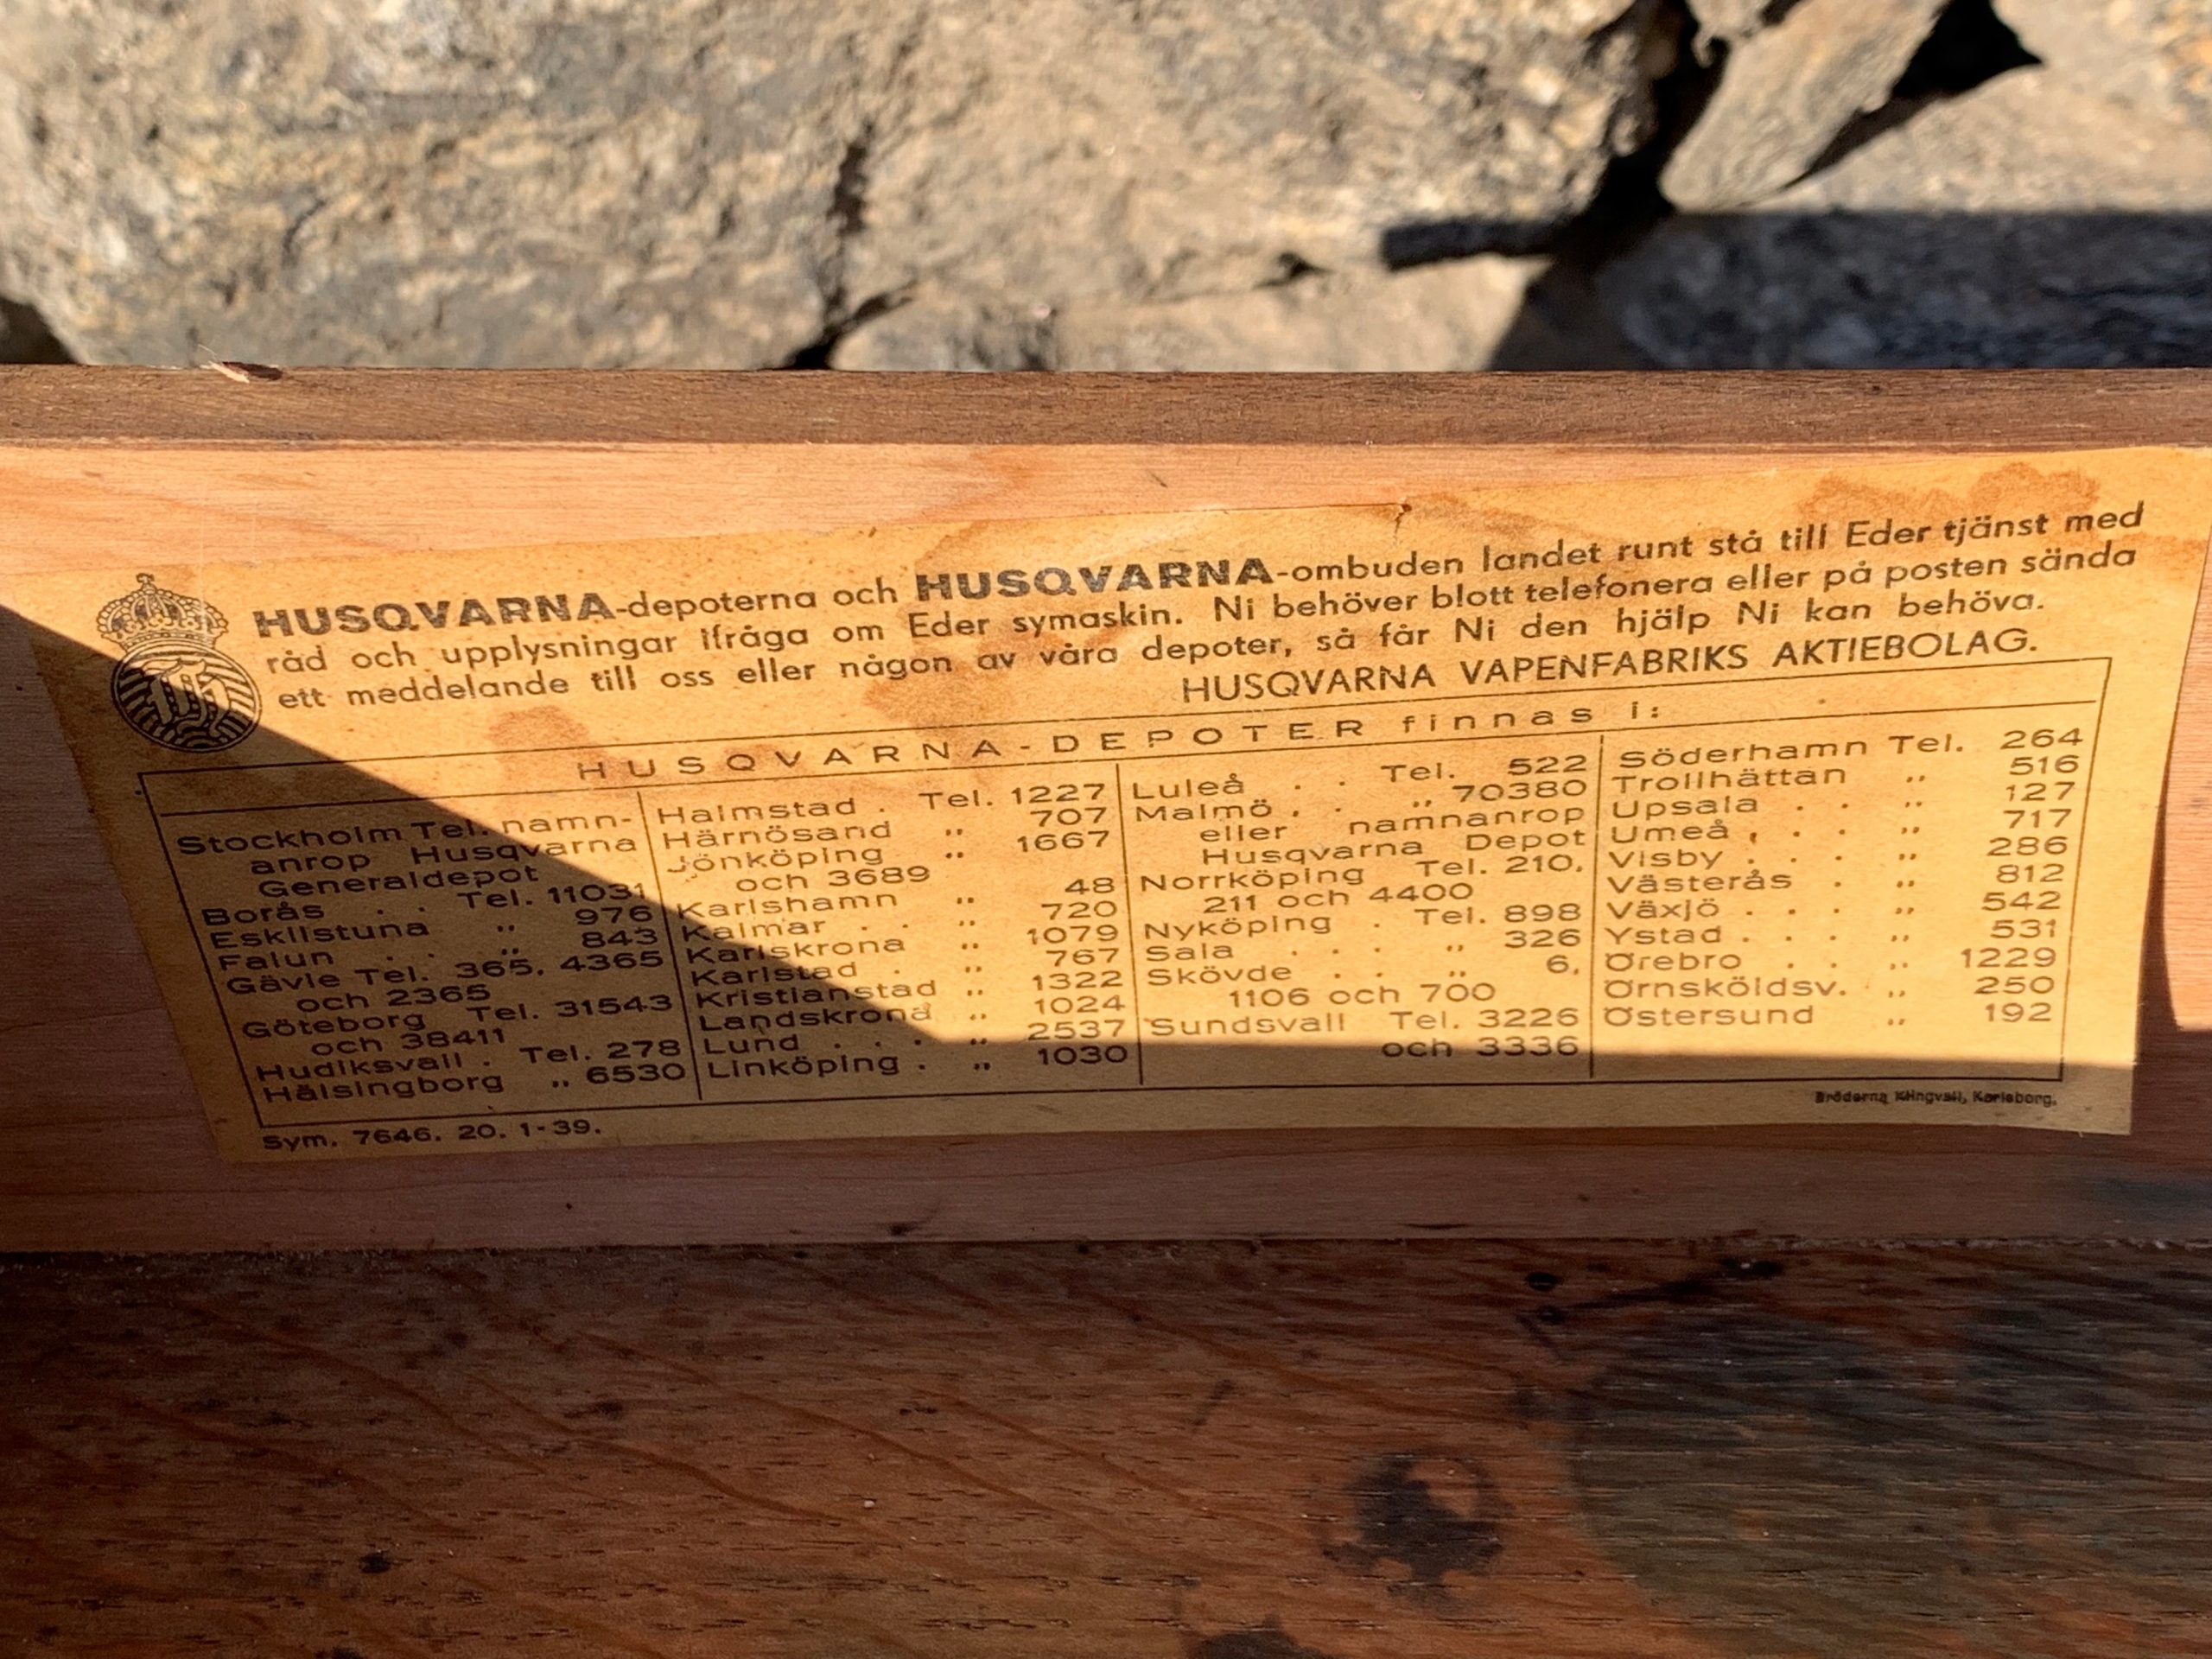 HUSQVARNA-depoterna och HUSQVARNA-ombuden landet runt stå till Eder tjänst med
råd och upplysningar ifråga om Eder symaskin. Ni behöver blott telefonera eller på posten sända
ett meddelande till oss eller någon av våra depoter, så får Ni den hjälp Ni kan behöva.
HUSQVARNA VAPENFABRIKS AKTIEBOLAG.
HUSQVARNA-DEPOTER finnas i:
Stockholm Tel. namn-
anrop Husqvarna
Generaldepot
Borås . . Tel. 11031
Eskilstuna „ 976
Falun . . „ 843
Gävle Tel. 365, 4365
och 2365
Göteborg Tel. 31543
och 38411
Hudiksvall . Tel. 278
Hälsingborg „ 6530
Halmstad . Tel. 1227
Härnösand „ 707
Jönköping „ 1667
och 3689
Karlshamn „ 48
Kalmar . . „ 720
Karlskrona „ 1079
Karlstad . „ 767
Kristianstad „ 1322
Landskrona „ 1024
Lund . . . „ 2537
Linköping . „ 1030
Luleå . . Tel. 522
Malmö . . „ 70380
eller namnanrop
Husqvarna Depot
Norrköping Tel. 210,
211 och 4400
Nyköping . Tel. 898
Sala . . . „ 326
Skövde . . „ 6,
1106 och 700
Sundsvall Tel. 3226
och 3336
Söderhamn Tel. 264
Trollhättan „ 516
Upsala . . „ 127
Umeå . . . „ 717
Visby . . . „ 286
Västerås . „ 812
Växjö . . . „ 542
Ystad . . . „ 531
Örebro . . „ 1229
Örnsköldsv. „ 250
Östersund „ 192
Sym. 7646. 20. 1-39.
Bröderna Klingvall, Karlsborg.